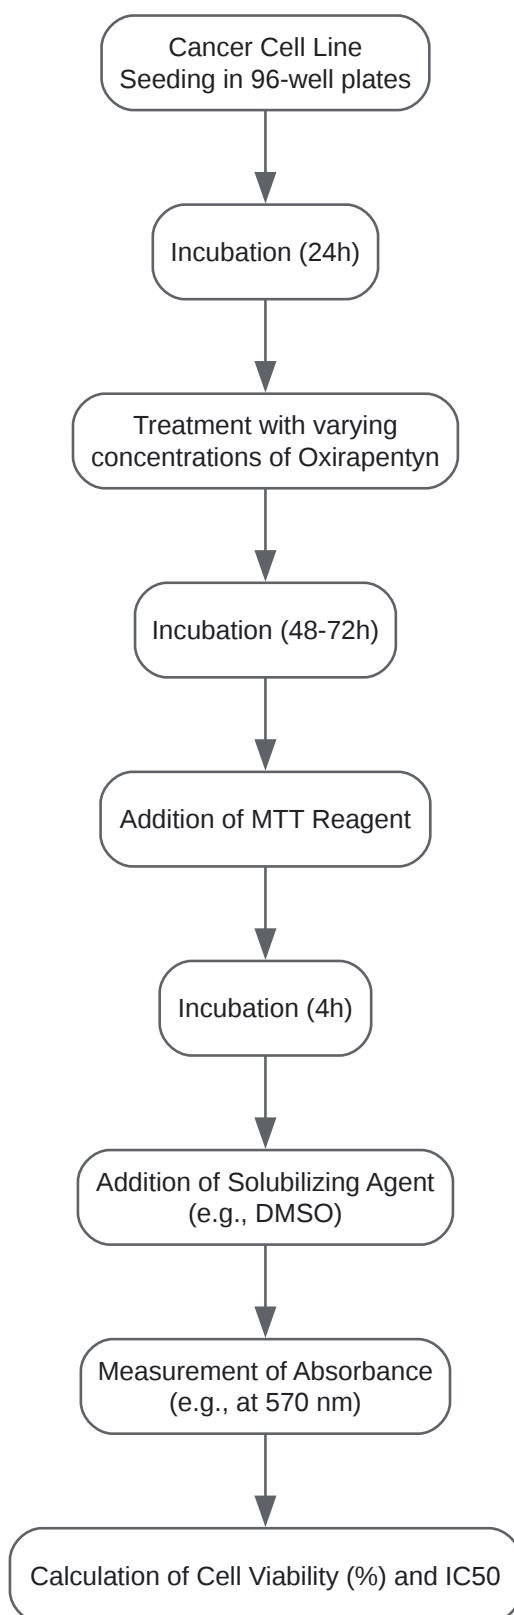 Cancer Cell Line
Seeding in 96-well plates
Incubation (24h)
Treatment with varying
concentrations of Oxirapentyn
Incubation (48-72h)
Addition of MTT Reagent
Incubation (4h)
Addition of Solubilizing Agent
(e.g., DMSO)
Measurement of Absorbance
(e.g., at 570 nm)
Calculation of Cell Viability (%) and IC50